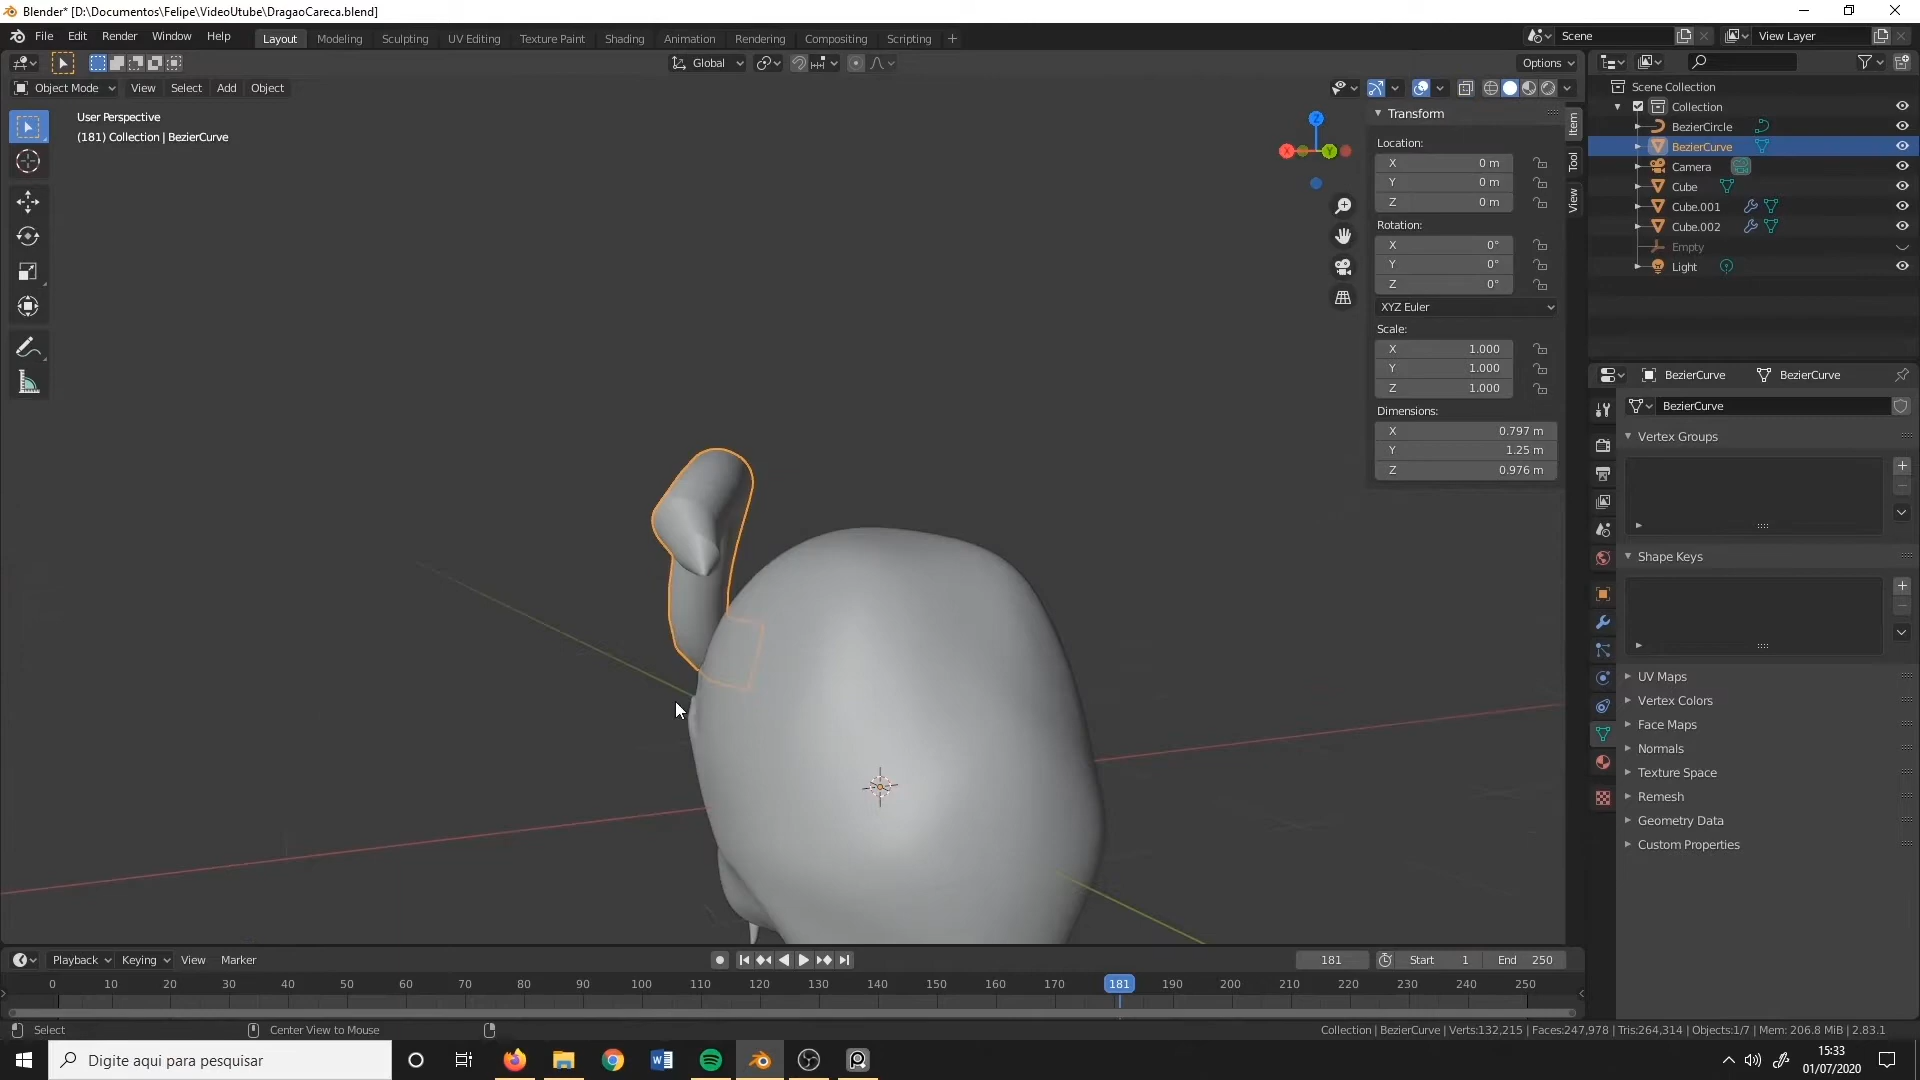 Blender* [D:\Documentos\Felipe\VideoUtube\DragaoCareca.blend]
File Edit Render Window Help Layout Modeling Sculpting UV Editing Texture Paint Shading Animation Rendering Compositing Scripting + Scene View Layer
Global Options
Object Mode View Select Add Object
User Perspective
(181) Collection | BezierCurve
Z
X Y
Transform
Location:
X 0 m
Y 0 m
Z 0 m
Rotation:
X 0°
Y 0°
Z 0°
XYZ Euler
Scale:
X 1.000
Y 1.000
Z 1.000
Dimensions:
X 0.797 m
Y 1.25 m
Z 0.976 m
Item
Tool
View
Scene Collection
Collection
BezierCircle
BezierCurve
Camera
Cube
Cube.001
Cube.002
Empty
Light
BezierCurve BezierCurve
BezierCurve
Vertex Groups
Shape Keys
UV Maps
Vertex Colors
Face Maps
Normals
Texture Space
Remesh
Geometry Data
Custom Properties
Playback Keying View Marker 181 Start 1 End 250
0 10 20 30 40 50 60 70 80 90 100 110 120 130 140 150 160 170 181 190 200 210 220 230 240 250
Select Center View to Mouse Collection | BezierCurve | Verts:132,215 | Faces:247,978 | Tris:264,314 | Objects:1/7 | Mem: 206.8 MiB | 2.83.1
Digite aqui para pesquisar
15:33
01/07/2020